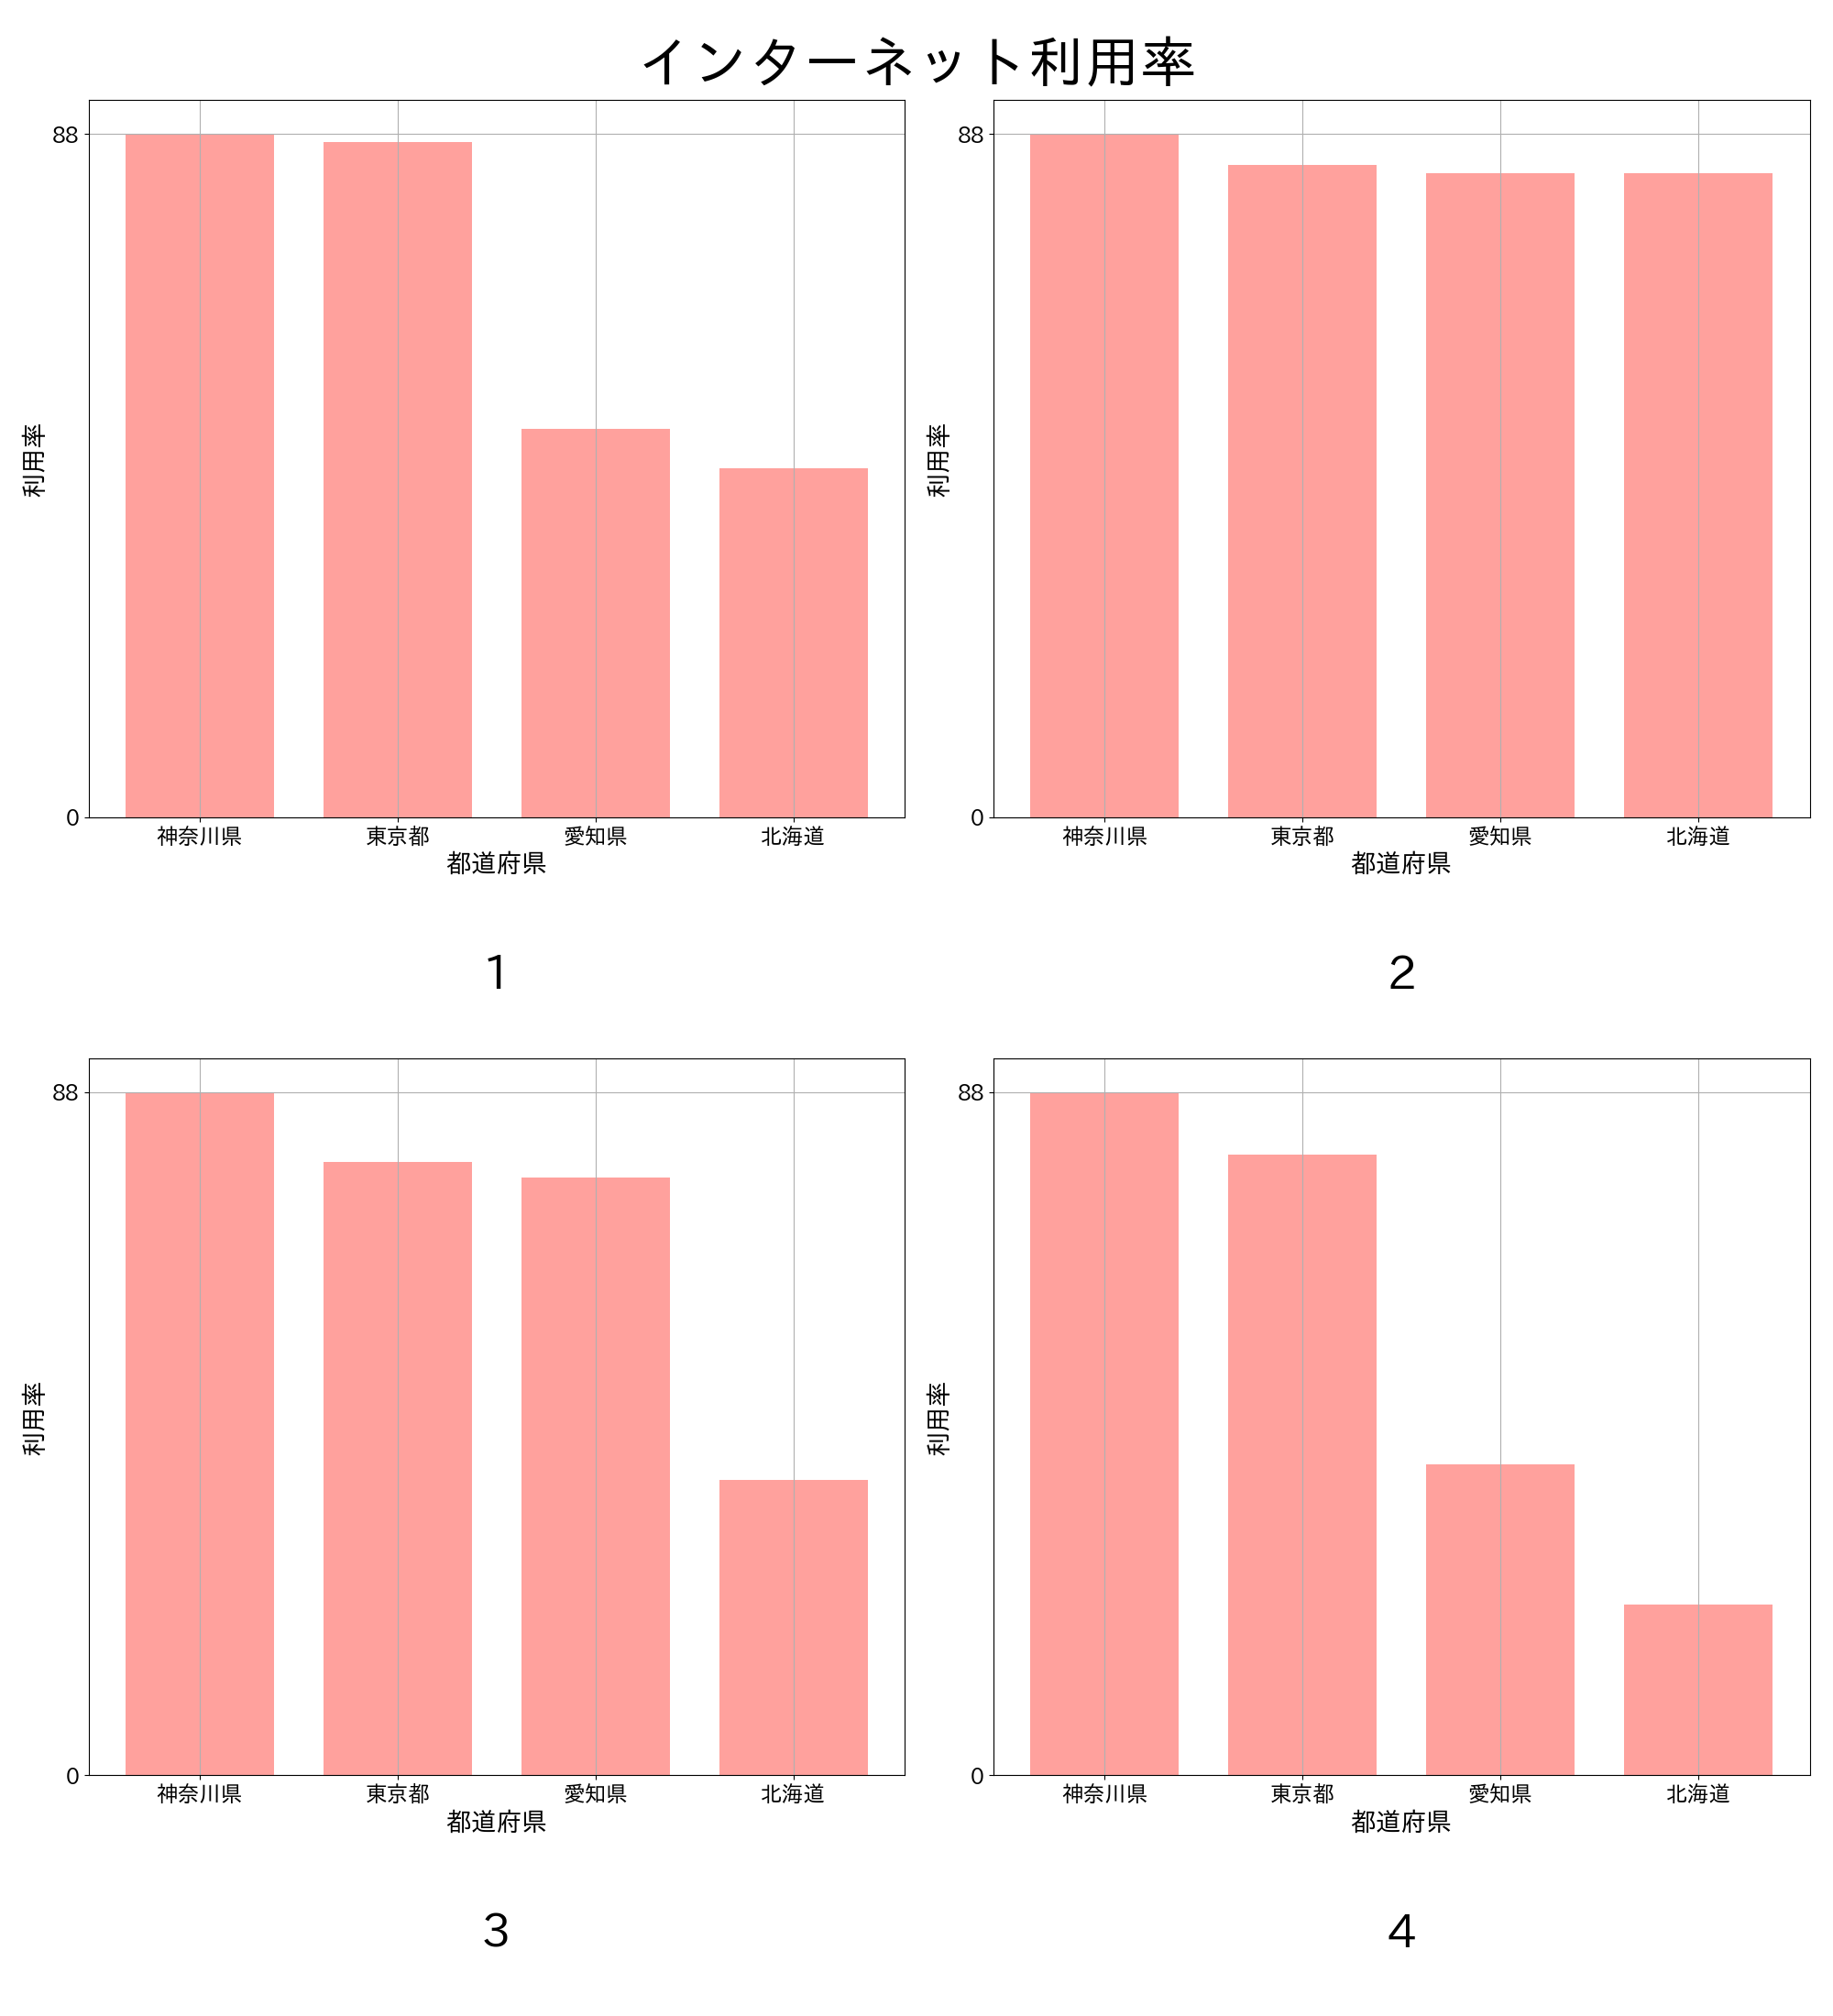 インターネット利用率
88
0
利用率
神奈川県 東京都 愛知県 北海道
都道府県
1
88
0
利用率
神奈川県 東京都 愛知県 北海道
都道府県
2
88
0
利用率
神奈川県 東京都 愛知県 北海道
都道府県
3
88
0
利用率
神奈川県 東京都 愛知県 北海道
都道府県
4